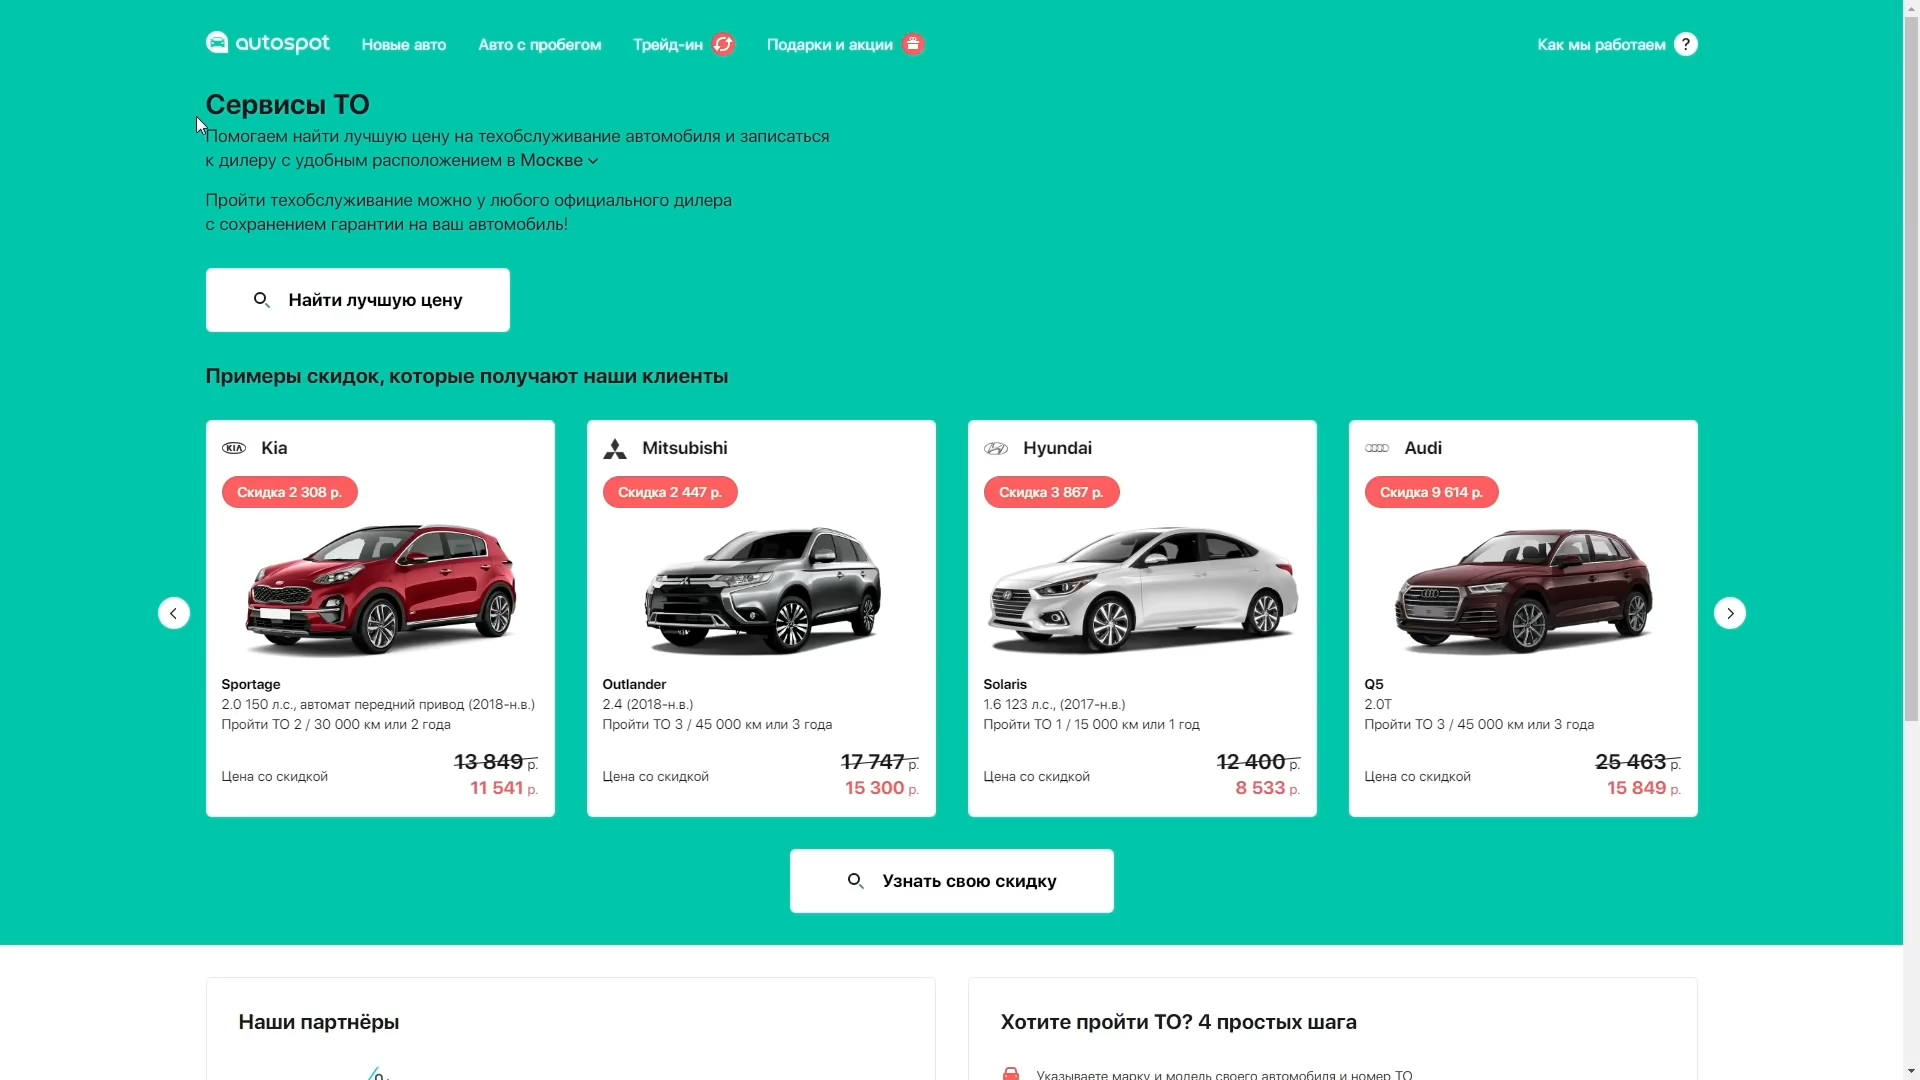 autospot
Новые авто
Авто с пробегом
Трейд-ин
Подарки и акции
Как мы работаем ?
Сервисы ТО
Помогаем найти лучшую цену на техобслуживание автомобиля и записаться
к дилеру с удобным расположением в Москве
Пройти техобслуживание можно у любого официального дилера
с сохранением гарантии на ваш автомобиль!
Найти лучшую цену
Примеры скидок, которые получают наши клиенты
KIA Kia
Скидка 2 308 р.
Sportage
2.0 150 л.с., автомат передний привод (2018-н.в.)
Пройти ТО 2 / 30 000 км или 2 года
13 849 р.
Цена со скидкой
11 541 р.
Mitsubishi
Скидка 2 447 р.
Outlander
2.4 (2018-н.в.)
Пройти ТО 3 / 45 000 км или 3 года
17 747 р.
Цена со скидкой
15 300 р.
Hyundai
Скидка 3 867 р.
Solaris
1.6 123 л.с., (2017-н.в.)
Пройти ТО 1 / 15 000 км или 1 год
12 400 р.
Цена со скидкой
8 533 р.
Audi
Скидка 9 614 р.
Q5
2.0T
Пройти ТО 3 / 45 000 км или 3 года
25 463 р.
Цена со скидкой
15 849 р.
Узнать свою скидку
Наши партнёры
Хотите пройти ТО? 4 простых шага
Указываете марку и модель своего автомобиля и номер ТО